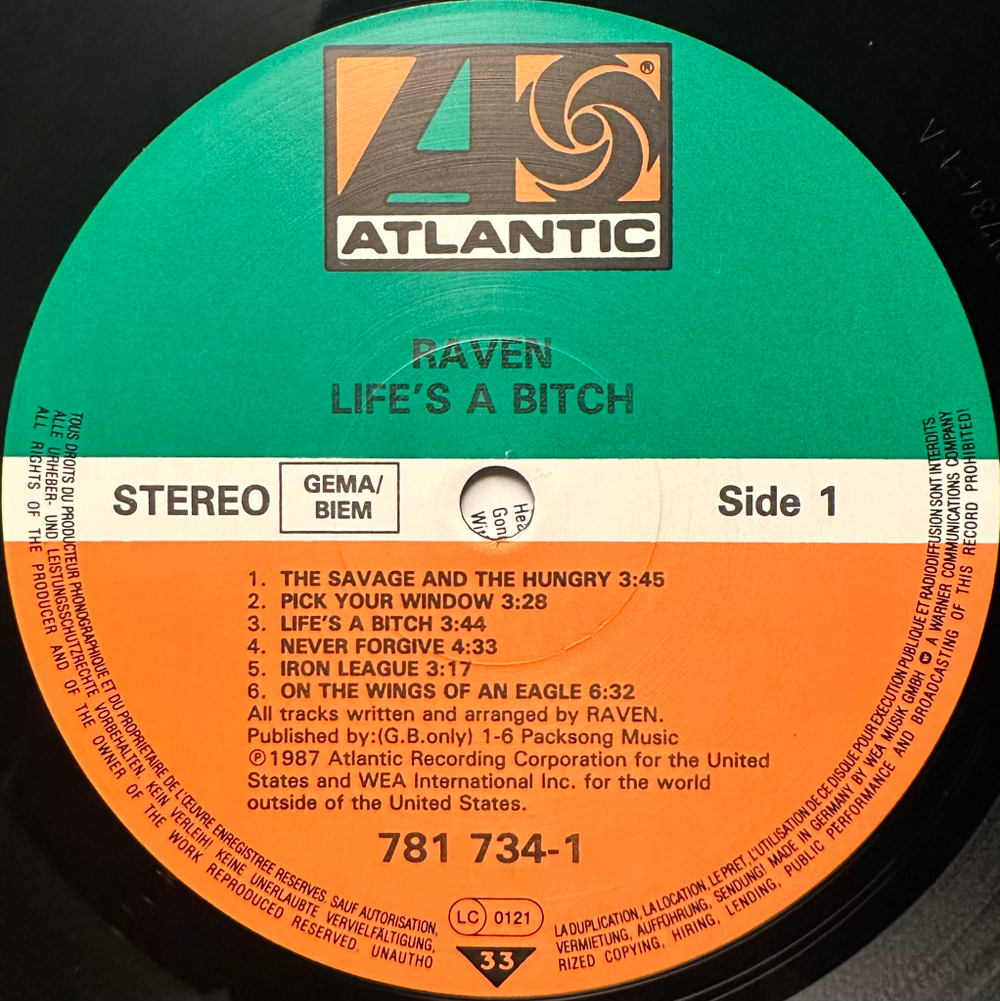 ®
ATLANTIC
RAVEN
LIFE'S A BITCH
STEREO
GEMA/
BIEM
Side 1
1. THE SAVAGE AND THE HUNGRY 3:45
2. PICK YOUR WINDOW 3:28
3. LIFE'S A BITCH 3:44
4. NEVER FORGIVE 4:33
5. IRON LEAGUE 3:17
6. ON THE WINGS OF AN EAGLE 6:32
All tracks written and arranged by RAVEN.
Published by:(G.B.only) 1-6 Packsong Music
℗1987 Atlantic Recording Corporation for the United
States and WEA International Inc. for the world
outside of the United States.
781 734-1
LC 0121
33
TOUS DROITS DU PRODUCTEUR PHONOGRAPHIQUE ET DU PROPRIETAIRE DE L'ŒUVRE ENREGISTREE RESERVES. SAUF AUTORISATION,
LA DUPLICATION, LA LOCATION, LE PRET, L'UTILISATION DE CE DISQUE POUR EXECUTION PUBLIQUE ET RADIODIFFUSION SONT INTERDITS.
ALLE URHEBER- UND LEISTUNGSSCHUTZRECHTE VORBEHALTEN. KEIN VERLEIH! KEINE UNERLAUBTE VERVIELFÄLTIGUNG,
VERMIETUNG, AUFFÜHRUNG, SENDUNG! MADE IN GERMANY BY WEA MUSIK GMBH A WARNER COMMUNICATIONS COMPANY
ALL RIGHTS OF THE PRODUCER AND OF THE OWNER OF THE WORK REPRODUCED RESERVED. UNAUTHO
RIZED COPYING, HIRING, LENDING, PUBLIC PERFORMANCE AND BROADCASTING OF THIS RECORD PROHIBITED!